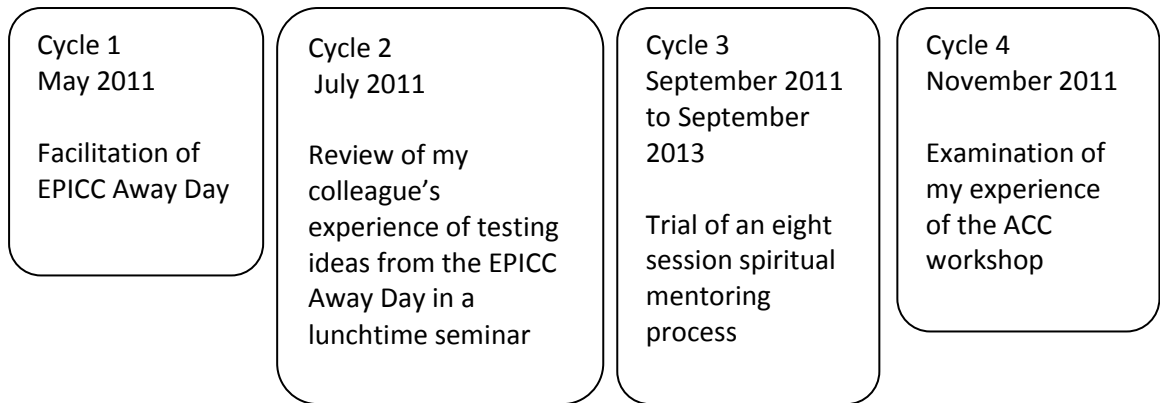 Cycle 1
May 2011
Facilitation of
EPICC Away Day
Cycle 2
July 2011
Review of my
colleague’s
experience of testing
ideas from the EPICC
Away Day in a
lunchtime seminar
Cycle 3
September 2011
to September
2013
Trial of an eight
session spiritual
mentoring
process
Cycle 4
November 2011
Examination of
my experience
of the ACC
workshop